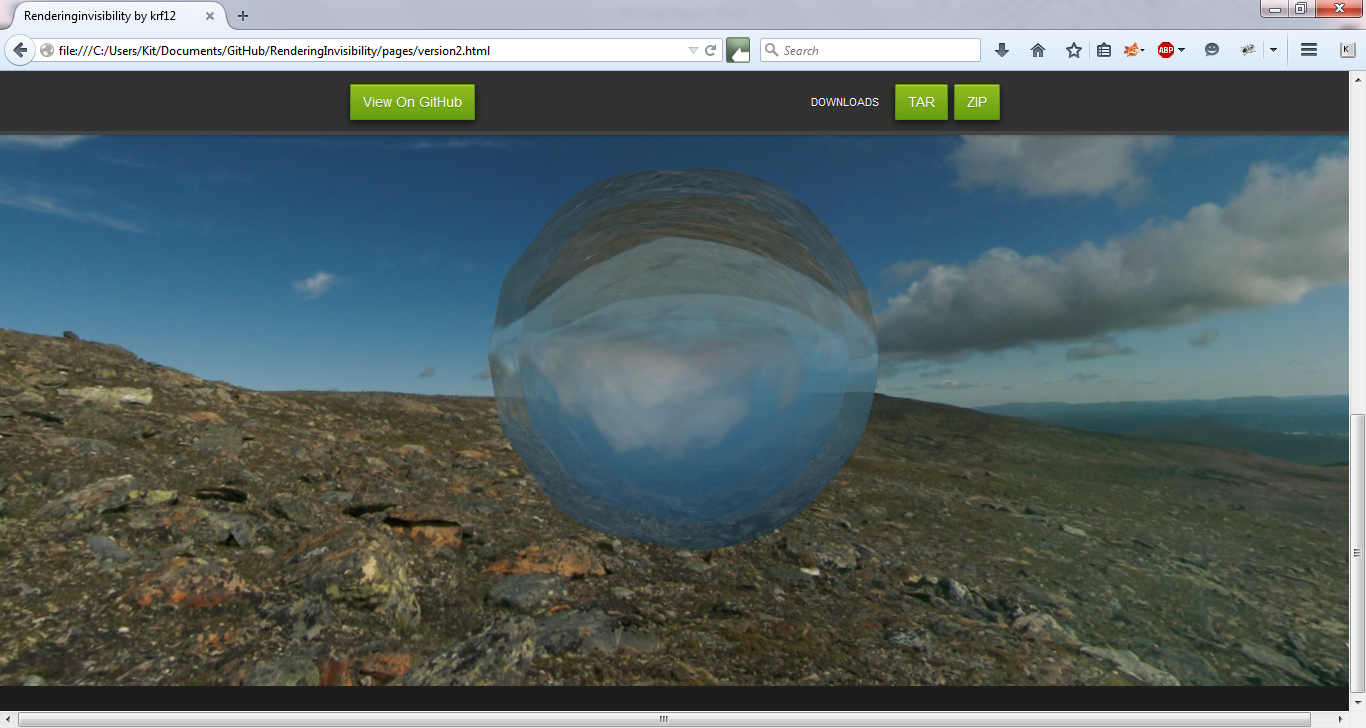 Renderinginvisibility by krf12
file:///C:/Users/Kit/Documents/GitHub/RenderingInvisibility/pages/version2.html
Search
ABP
K
View On GitHub
DOWNLOADS
TAR
ZIP